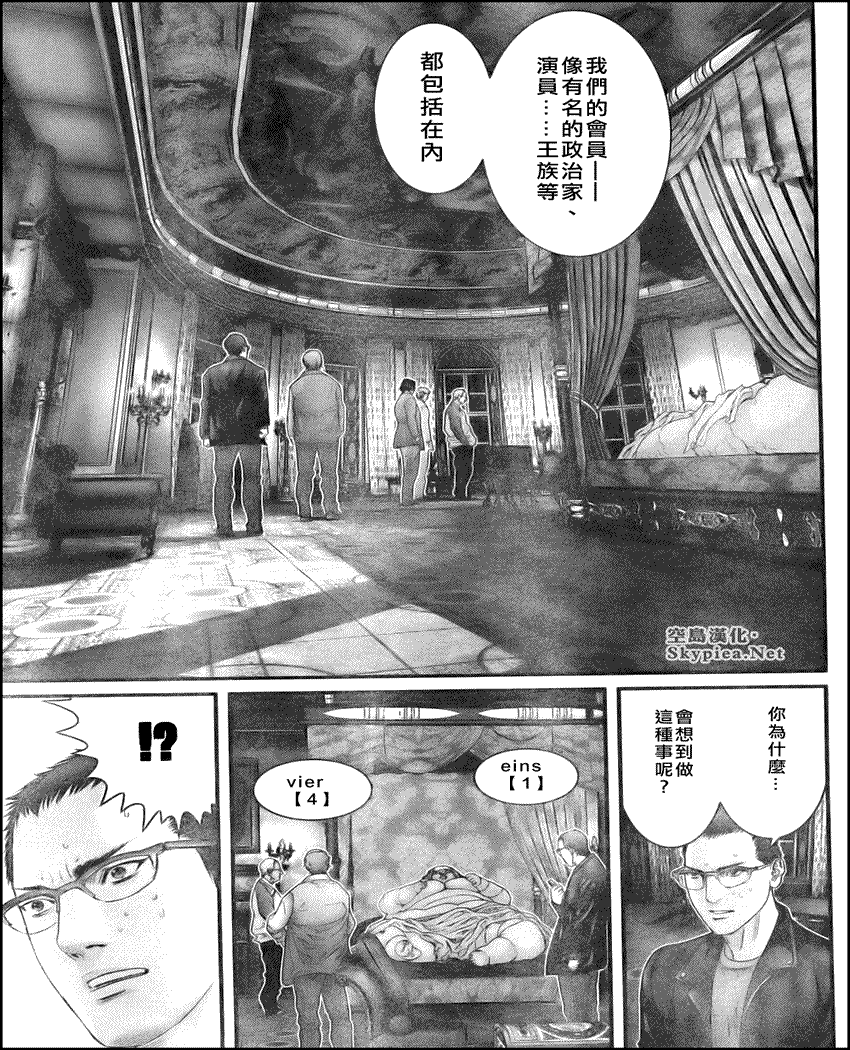 我們的會員——
像有名的政治家、
演員……王族等
都包括在內
空島漢化·
Skypica.Net
你為什麼…
會想到做
這種事呢？
eins
【1】
vier
【4】
!?